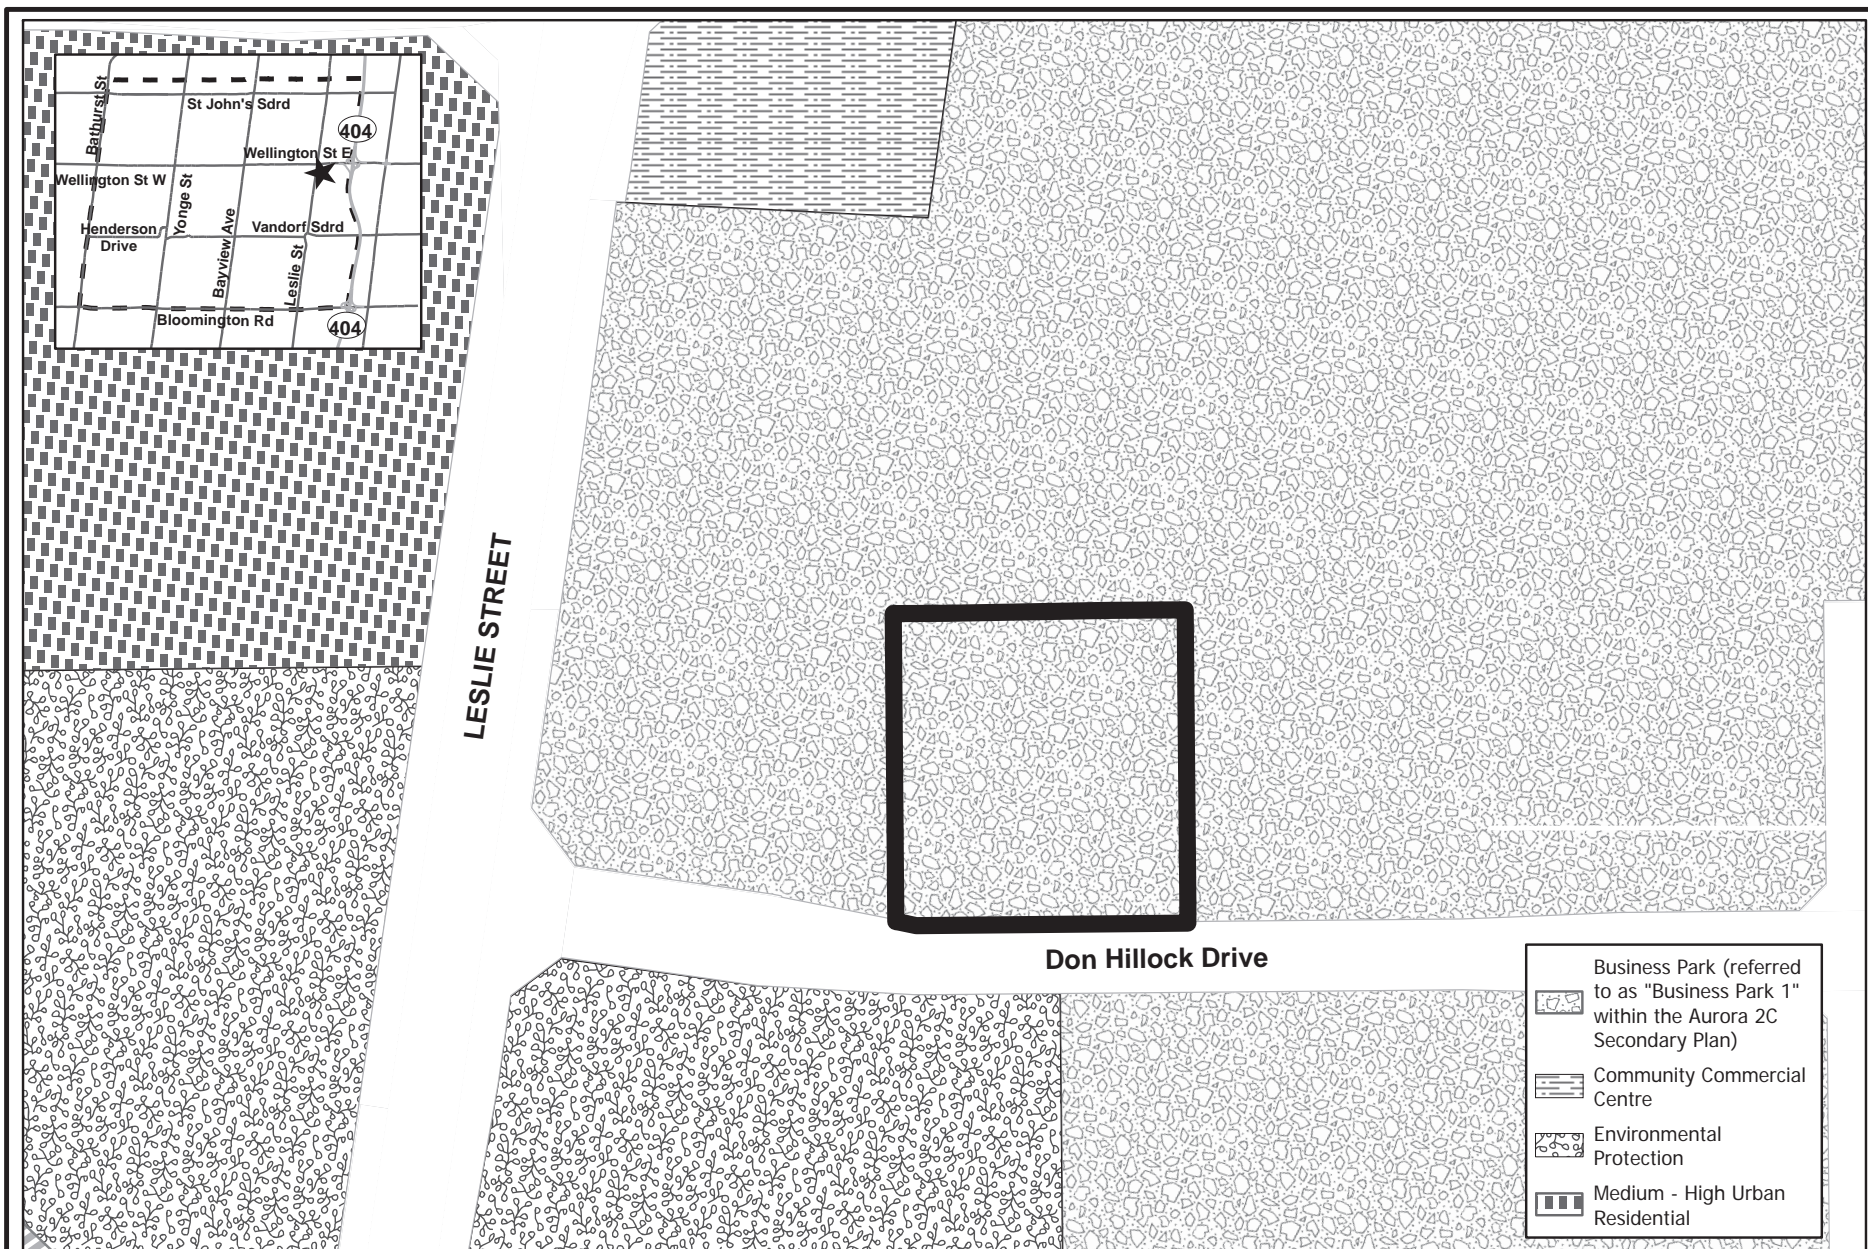 Bathurst St
St John's Sdrd
404
Wellington St E
Wellington St W
Yonge St
Henderson
Drive
Bayview Ave
Vandorf Sdrd
Leslie St
Bloomington Rd
404
LESLIE STREET
Don Hillock Drive
Business Park (referred
to as "Business Park 1"
within the Aurora 2C
Secondary Plan)
Community Commercial
Centre
Environmental
Protection
Medium - High Urban
Residential